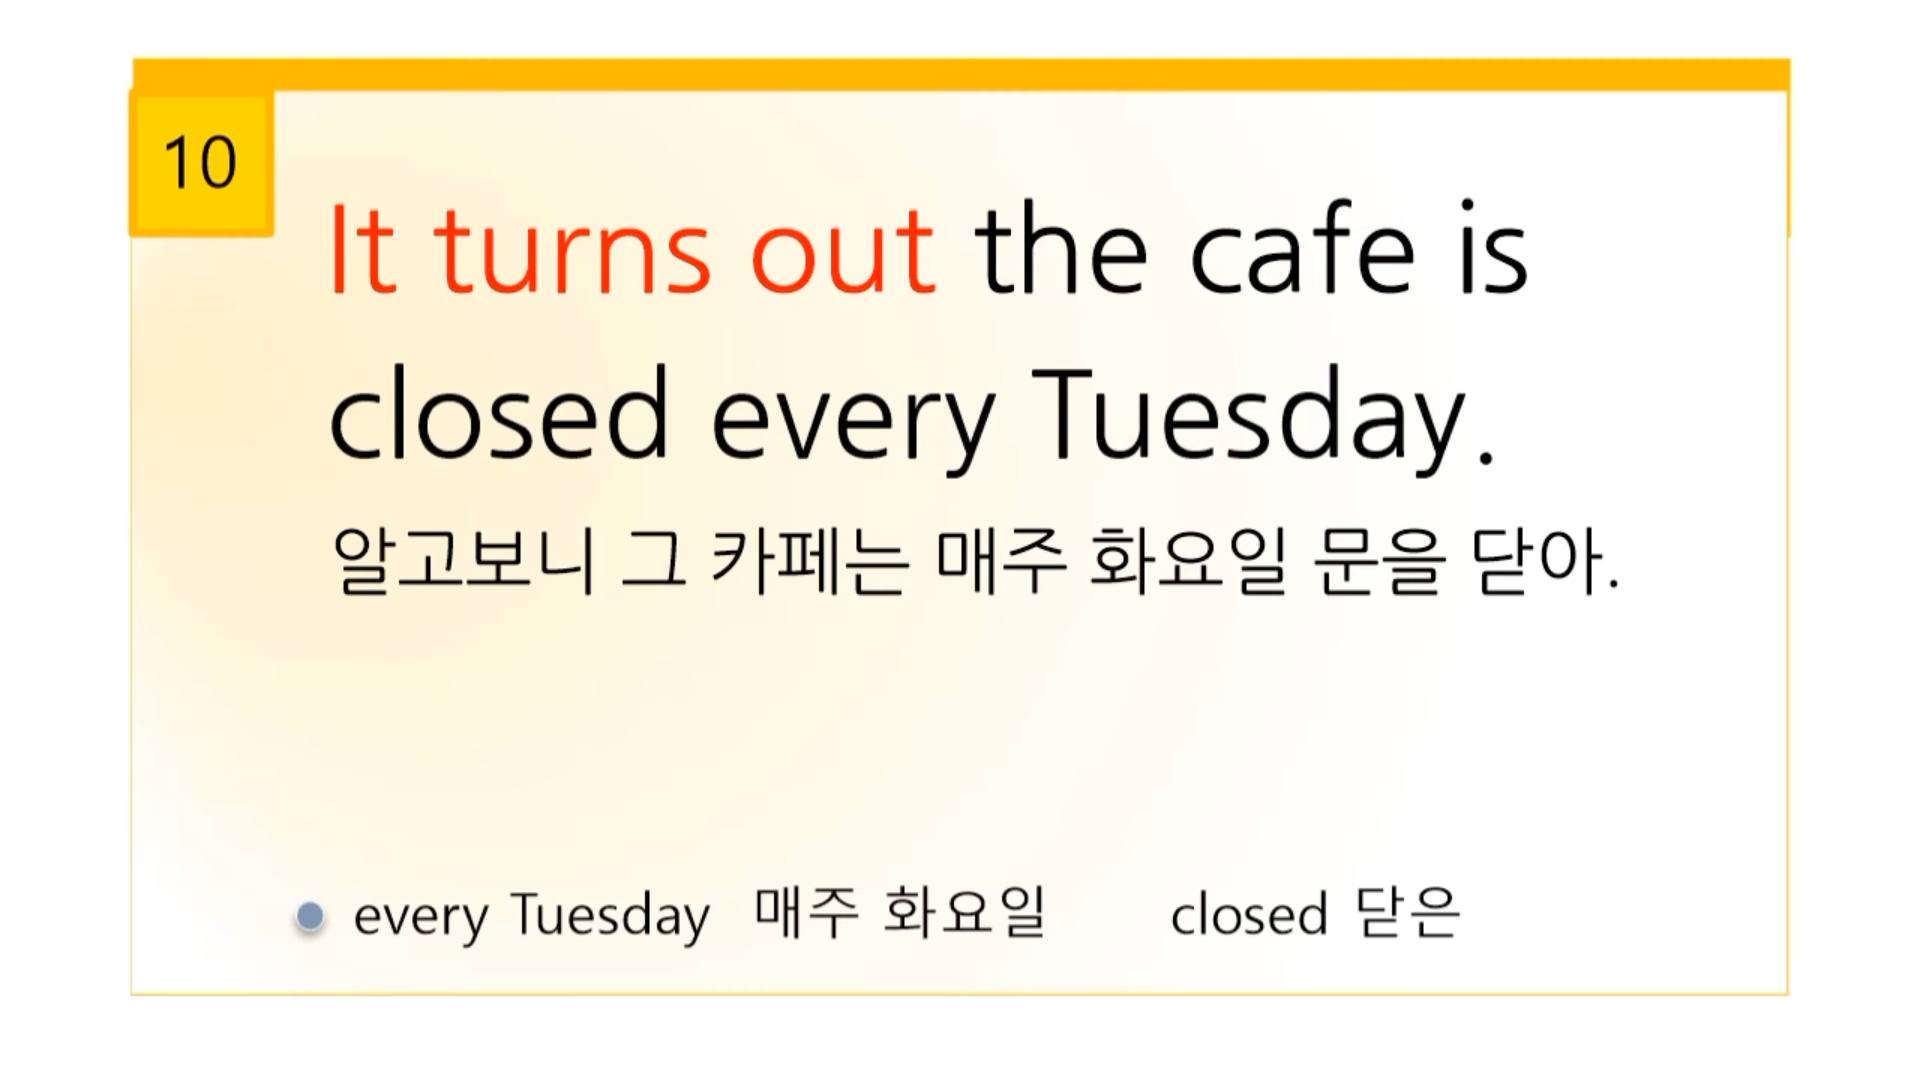 10
It turns out the cafe is
closed every Tuesday.
알고보니 그 카페는 매주 화요일 문을 닫아.
every Tuesday 매주 화요일 closed 닫은